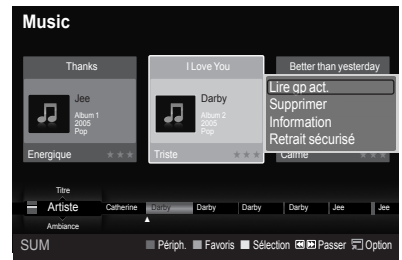 Music
Thanks
I Love You
Better than yesterday
Jee
Album 1
2005
Pop
Darby
Album 2
2005
Pop
Lire gp act.
Supprimer
Information
Retrait sécurisé
Energique
Triste
Calme
Titre
Artiste
Catherine Darby Darby Darby Darby Jee Jee
Ambiance
SUM
Périph. Favoris Sélection Passer Option